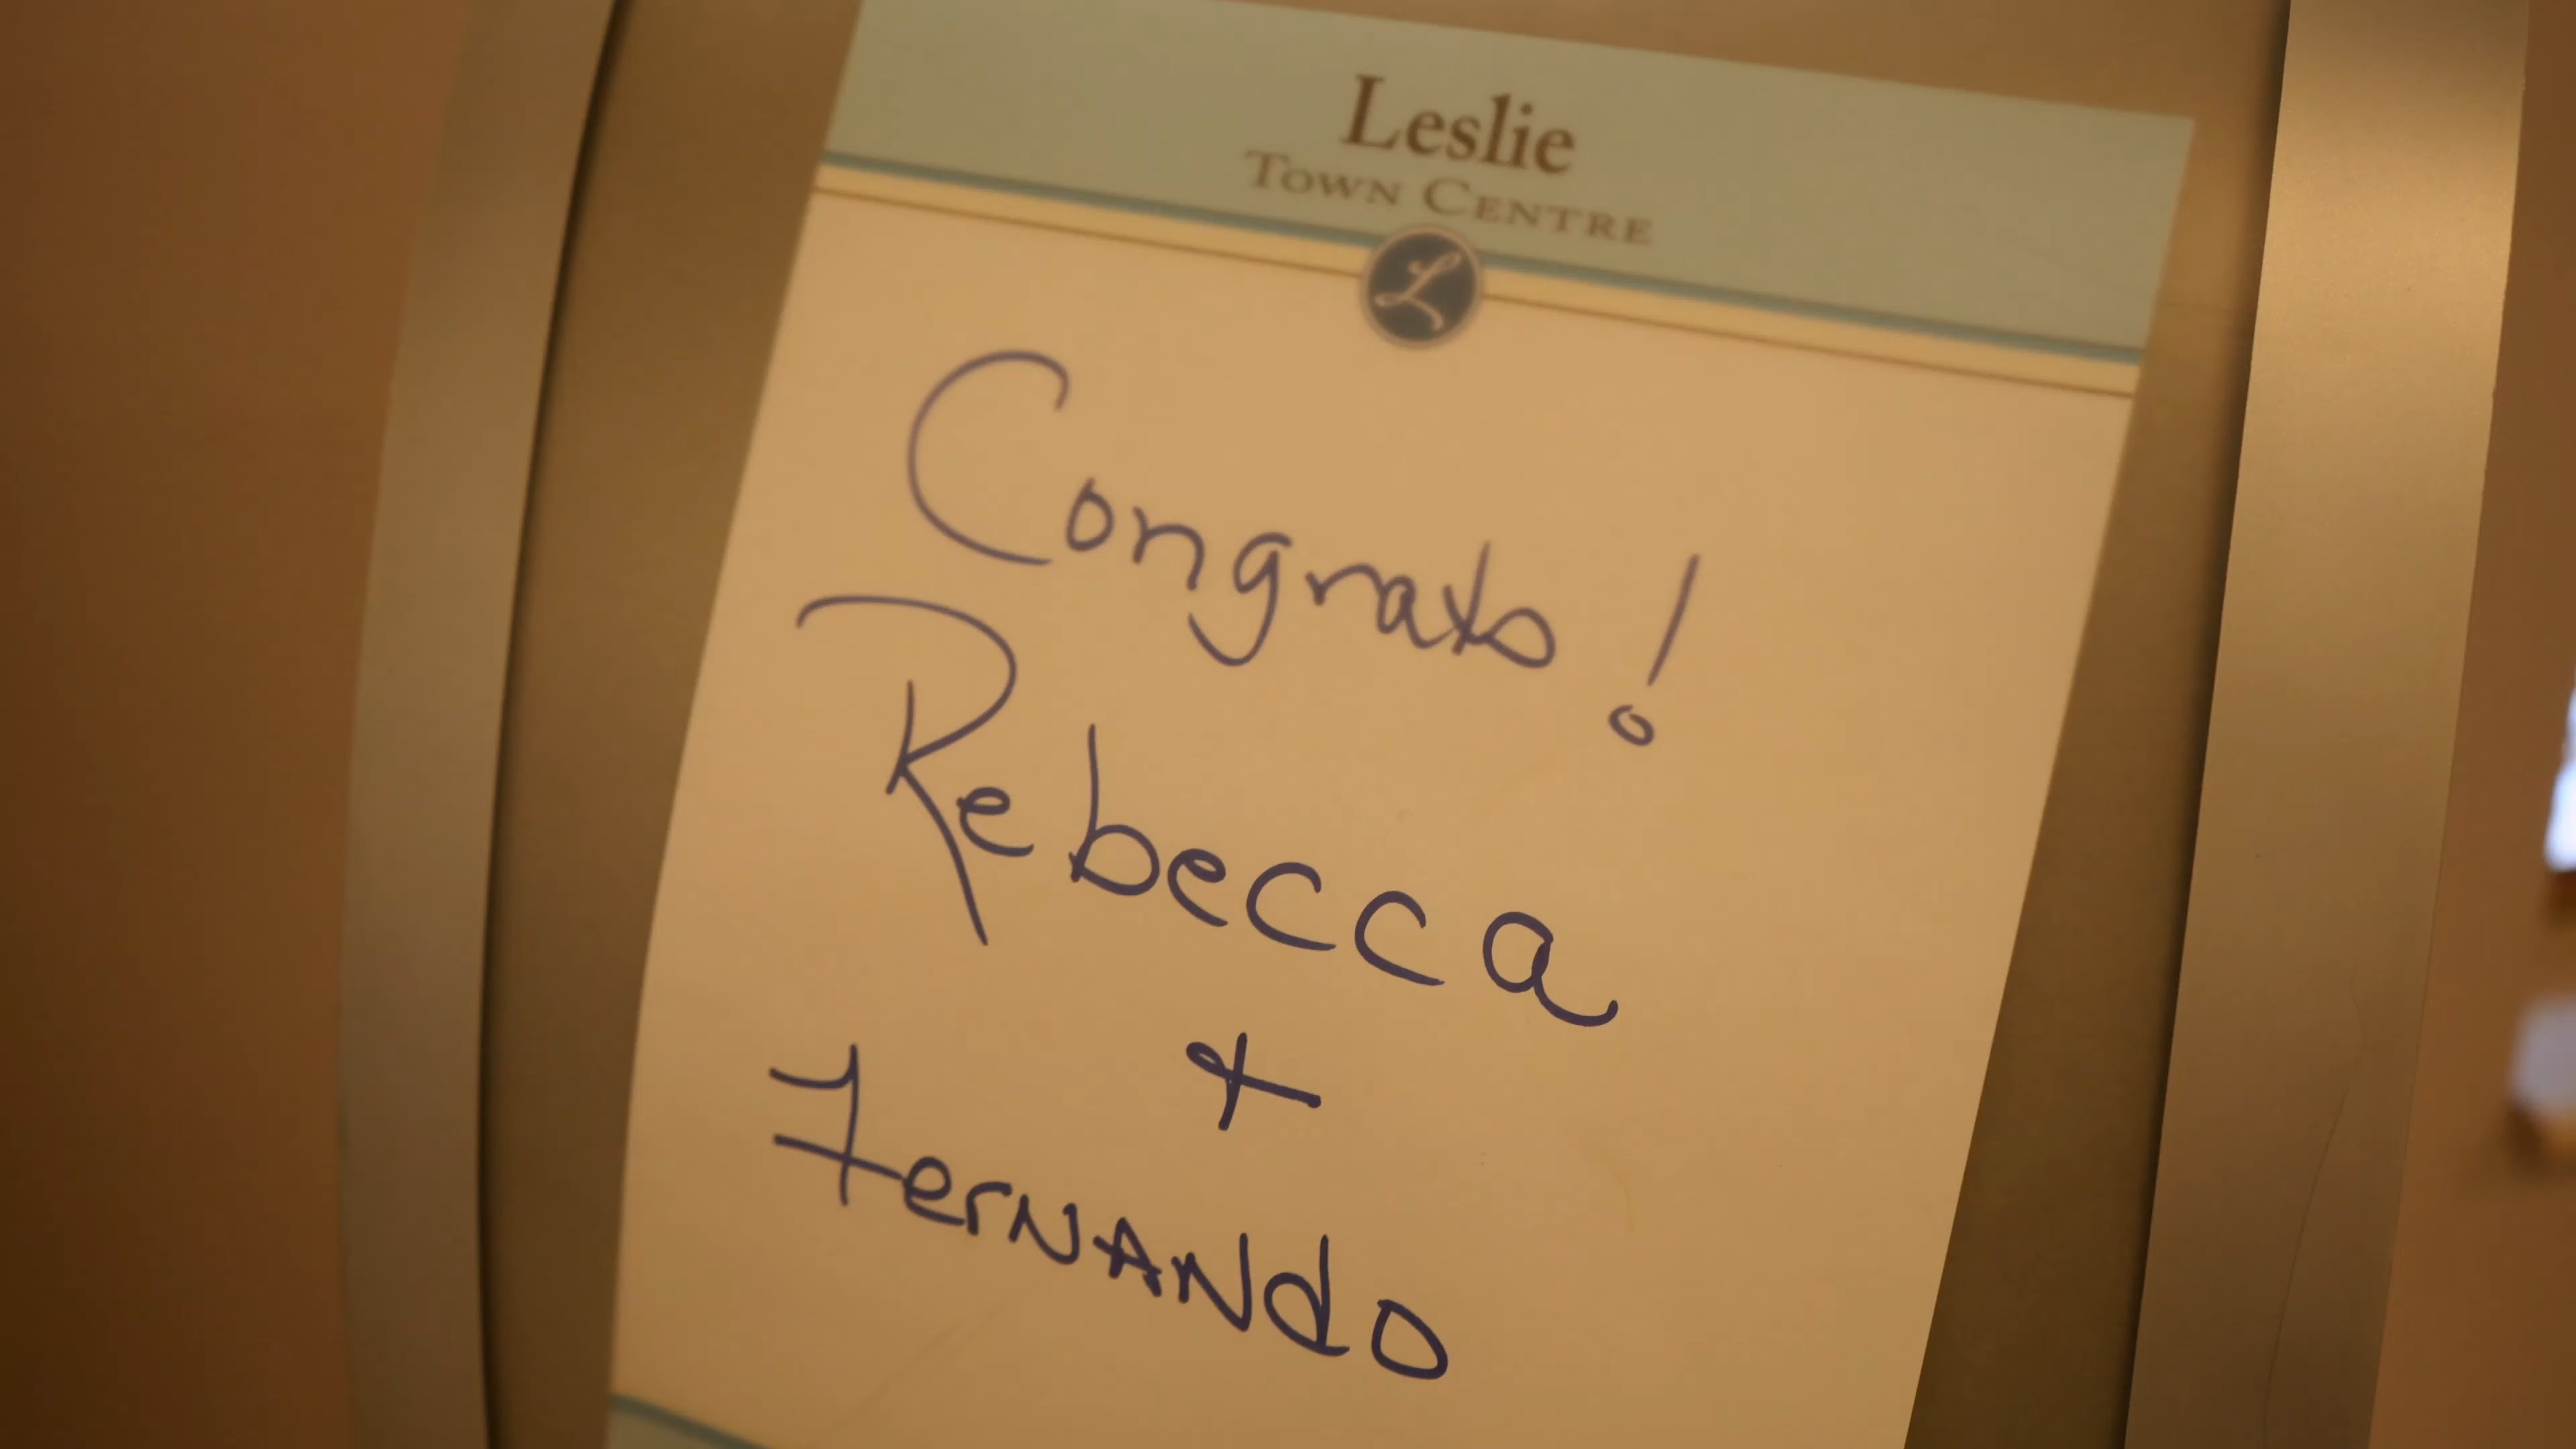 Leslie
TOWN CENTRE
L
Congrats!
Rebecca
+
FerNANdo